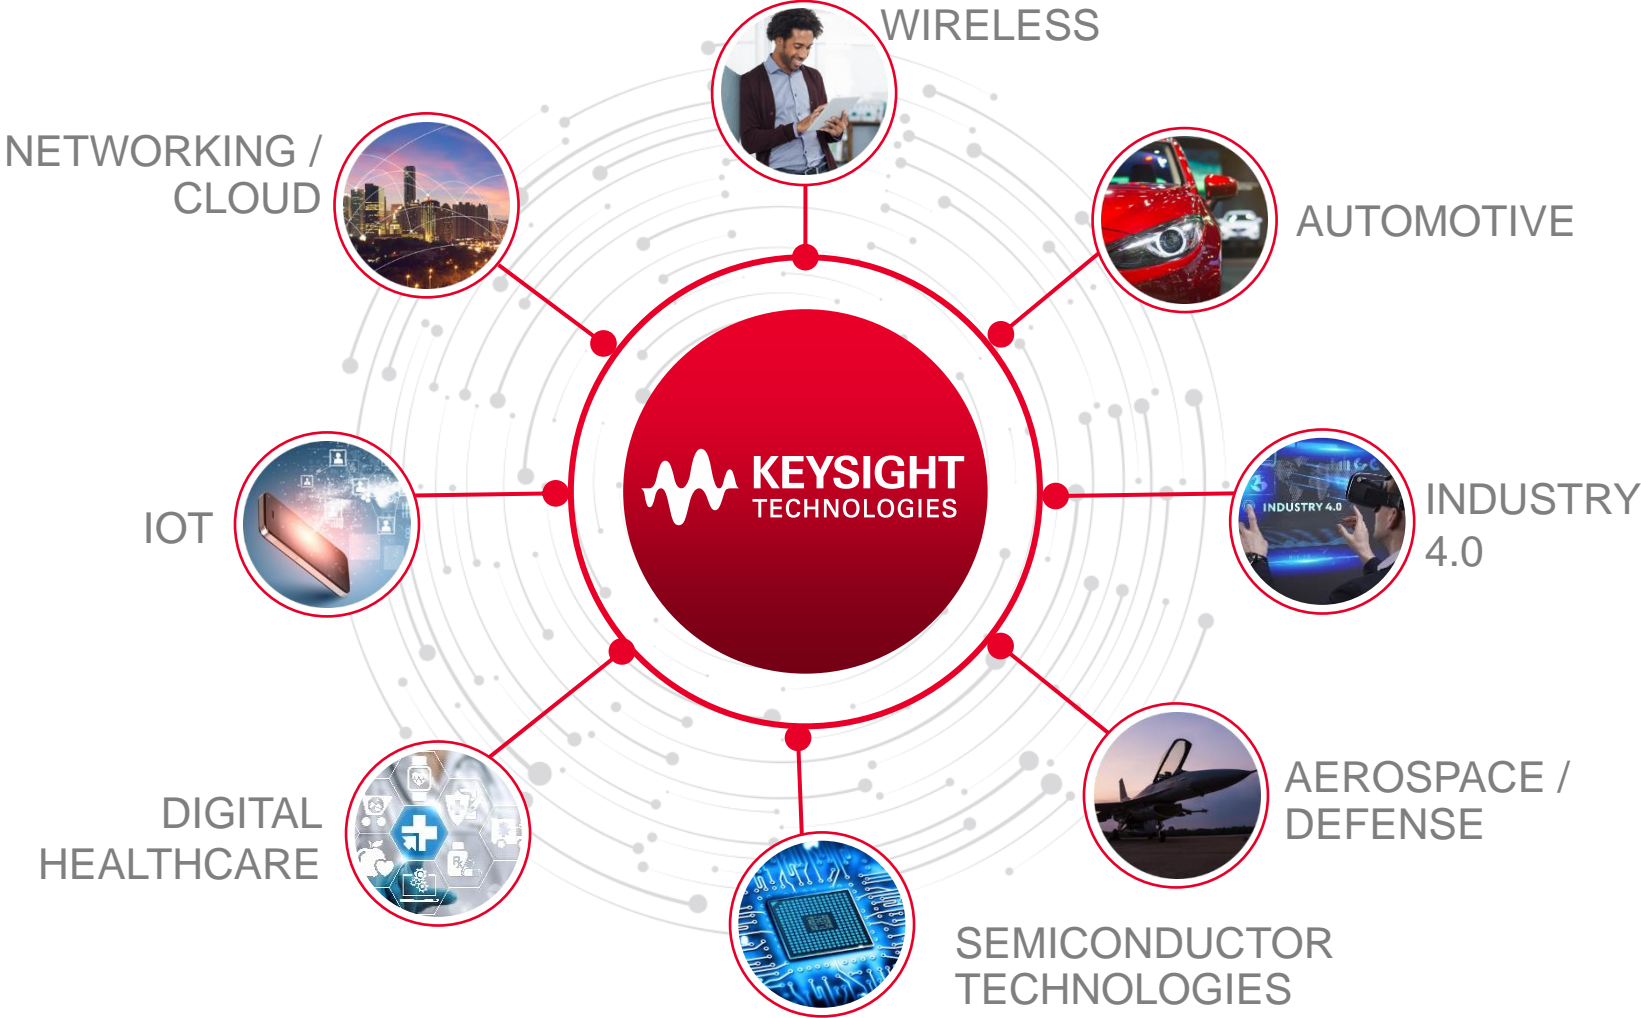 WIRELESS
NETWORKING /
CLOUD
AUTOMOTIVE
KEYSIGHT
TECHNOLOGIES
INDUSTRY
4.0
INDUSTRY 4.0
IOT
AEROSPACE /
DEFENSE
DIGITAL
HEALTHCARE
SEMICONDUCTOR
TECHNOLOGIES